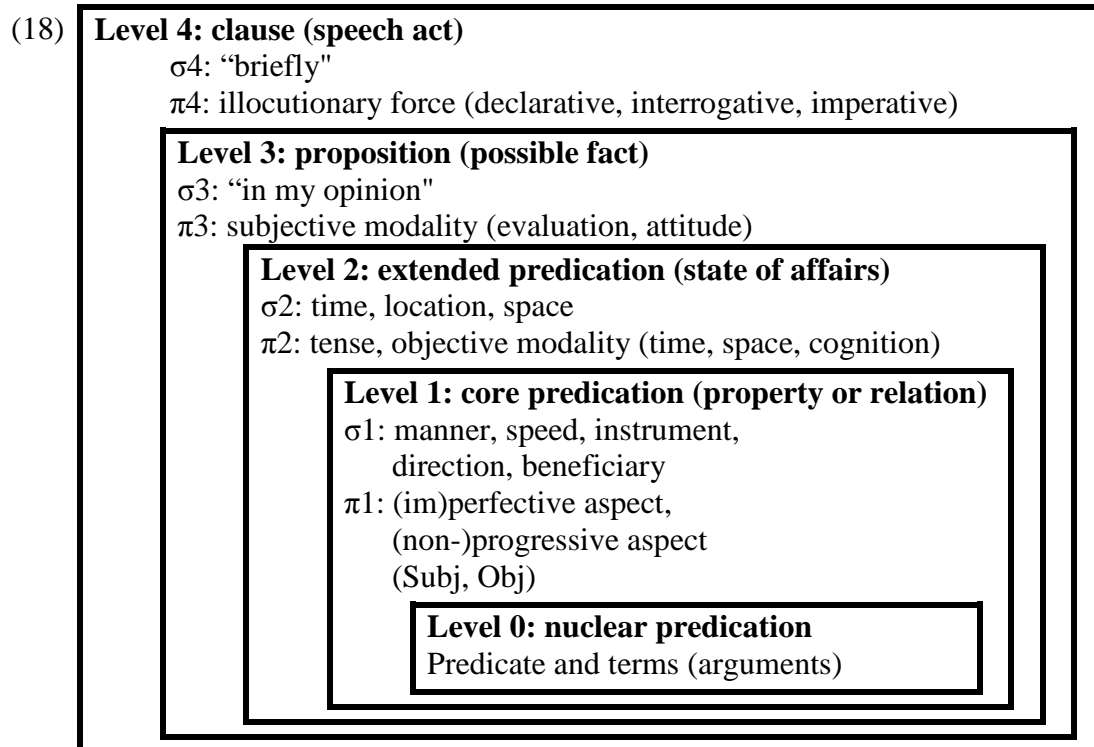 (18) Level 4: clause (speech act)
σ4: “briefly"
π4: illocutionary force (declarative, interrogative, imperative)
Level 3: proposition (possible fact)
σ3: “in my opinion"
π3: subjective modality (evaluation, attitude)
Level 2: extended predication (state of affairs)
σ2: time, location, space
π2: tense, objective modality (time, space, cognition)
Level 1: core predication (property or relation)
σ1: manner, speed, instrument,
direction, beneficiary
π1: (im)perfective aspect,
(non-)progressive aspect
(Subj, Obj)
Level 0: nuclear predication
Predicate and terms (arguments)